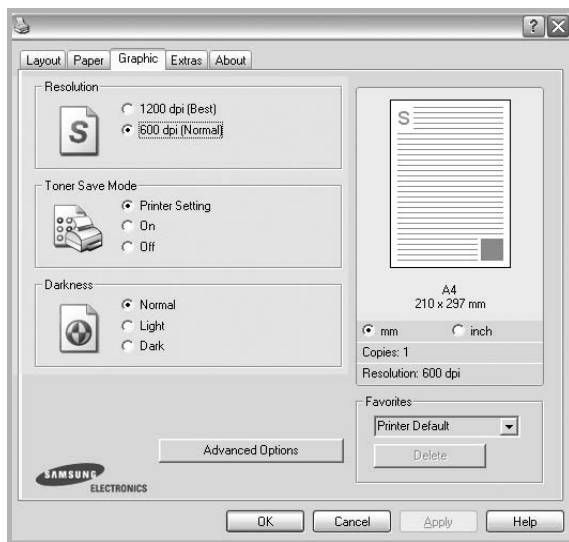 Layout Paper Graphic Extras About
Resolution
1200 dpi (Best)
600 dpi (Normal)
S
Toner Save Mode
Printer Setting
On
Off
Darkness
Normal
Light
Dark
S
A4
210 x 297 mm
mm inch
Copies: 1
Resolution: 600 dpi
Favorites
Printer Default
Delete
Advanced Options
SAMSUNG
ELECTRONICS
OK Cancel Apply Help